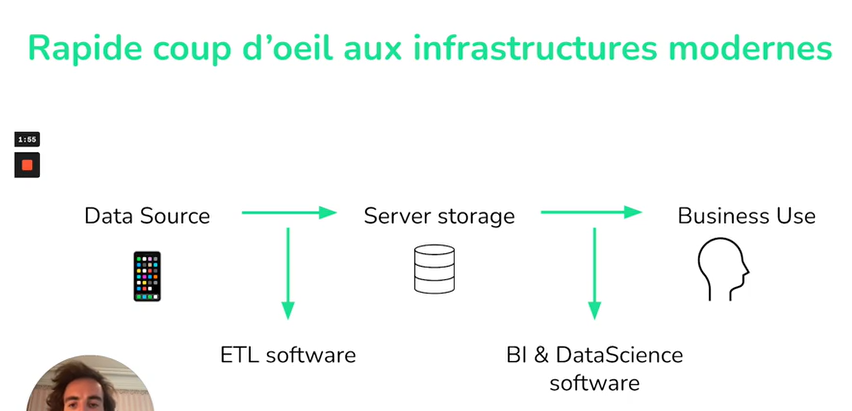 Rapide coup d'oeil aux infrastructures modernes
1:55
Data Source
Server storage
Business Use
ETL software
BI & DataScience
software